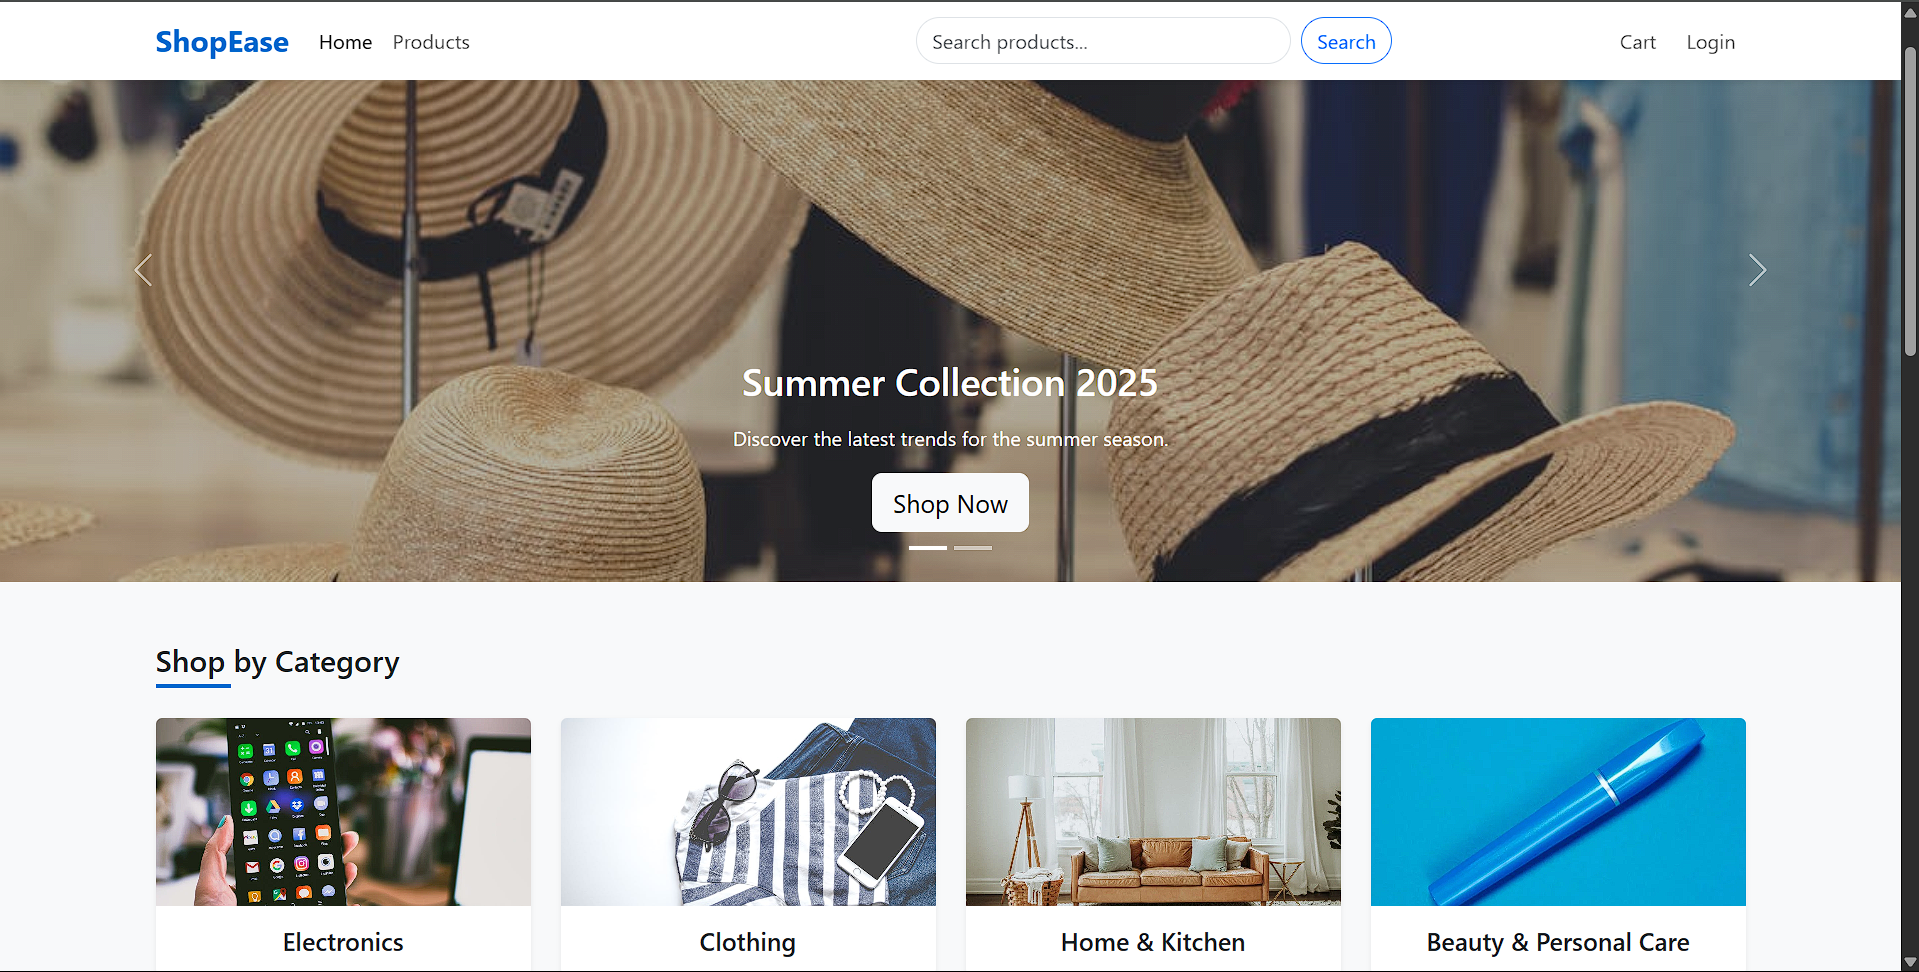 ShopEase Home Products Search products... Search Cart Login
Summer Collection 2025
Discover the latest trends for the summer season.
Shop Now
Shop by Category
Electronics
Clothing
Home & Kitchen
Beauty & Personal Care